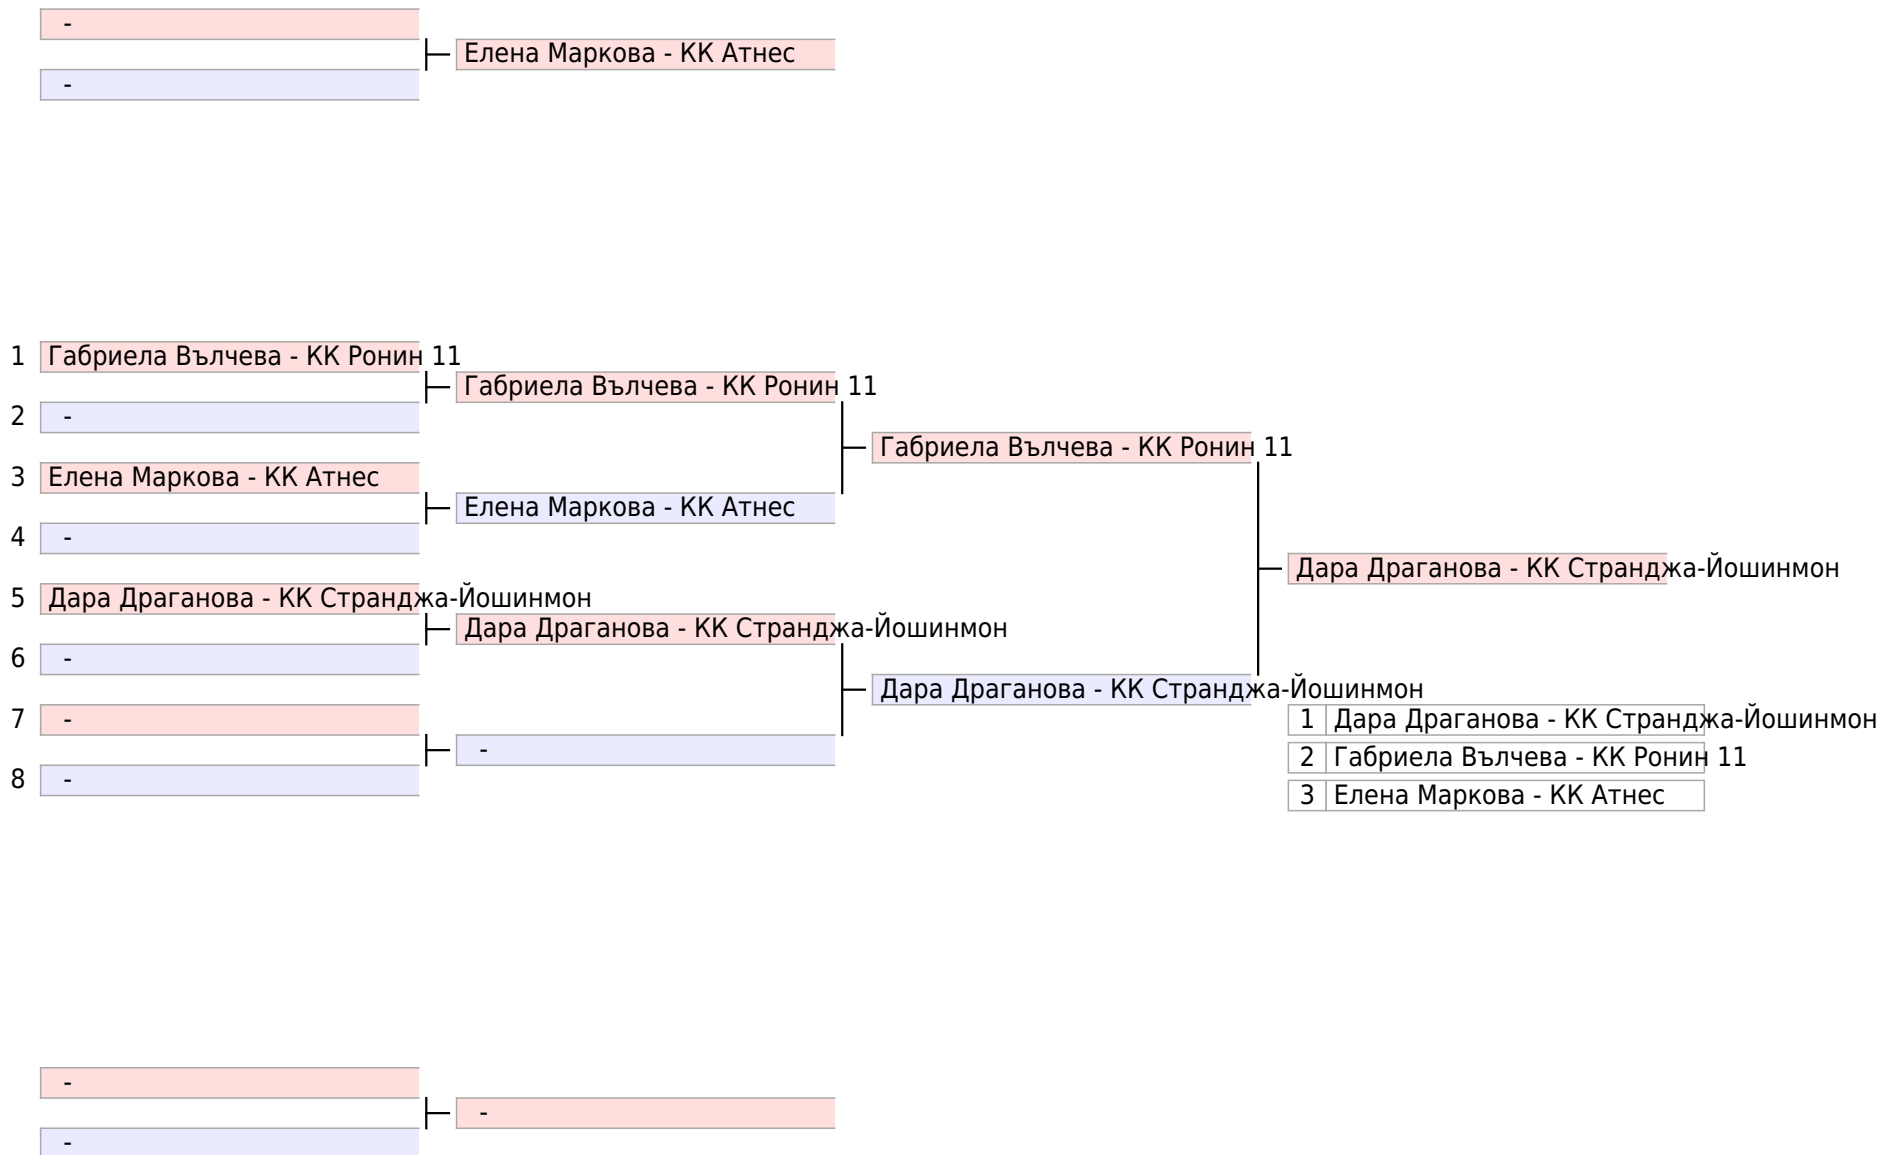 -
Елена Маркова - КК Атнес
-
1 Габриела Вълчева - КК Ронин 11
Габриела Вълчева - КК Ронин 11
2 -
Габриела Вълчева - КК Ронин 11
3 Елена Маркова - КК Атнес
Елена Маркова - КК Атнес
4 -
Дара Драганова - КК Странджа-Йошинмон
5 Дара Драганова - КК Странджа-Йошинмон
Дара Драганова - КК Странджа-Йошинмон
6 -
Дара Драганова - КК Странджа-Йошинмон
7 -
1 Дара Драганова - КК Странджа-Йошинмон
-
2 Габриела Вълчева - КК Ронин 11
8 -
3 Елена Маркова - КК Атнес
-
-
-